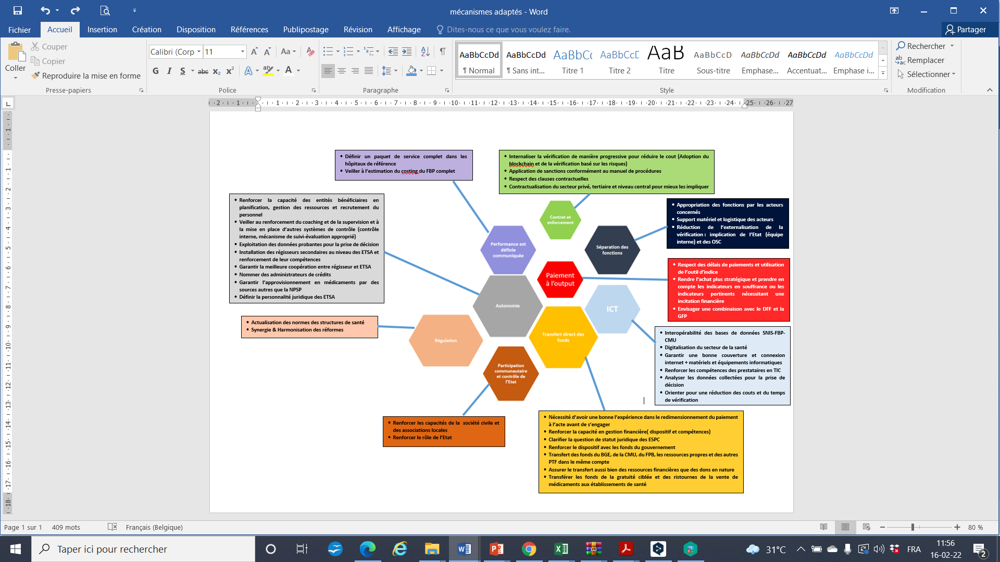 mécanismes adaptés - Word
Fichier Accueil Insertion Création Disposition Références Publipostage Révision Affichage Dites-nous ce que vous voulez faire. Partager
Coller
Couper
Copier
Reproduire la mise en forme
Presse-papiers
Calibri (Corp 11
G I S abc x₂ x²
Police
Paragraphe
AaBbCcDd AaBbCcDd AaBbCc AaBbCcD AaB AaBbCcD AaBbCcDd AaBbCcDd AaBbCcDd
¶ Normal ¶ Sans int... Titre 1 Titre 2 Titre Sous-titre Emphase... Accentuat... Emphase i...
Style
Rechercher
Remplacer
Sélectionner
Modification
2 1 1 2 3 4 5 6 7 8 9 10 11 12 13 14 15 16 17 18 19 20 21 22 23 24 25 26 27
• Définir un paquet de service complet dans les
hôpitaux de référence
• Veiller à l'estimation du costing du FBP complet
• Internaliser la vérification de manière progressive pour réduire le cout (Adoption du
blockchain et de la vérification basé sur les risques)
• Application de sanctions conformément au manuel de procédures
• Respect des clauses contractuelles
• Contractualisation du secteur privé, tertiaire et niveau central pour mieux les impliquer
• Renforcer la capacité des entités bénéficiaires en
planification, gestion des ressources et recrutement du
personnel
• Veiller au renforcement du coaching et de la supervision et à
la mise en place d'autres systèmes de contrôle (contrôle
interne, mécanisme de suivi-évaluation approprié)
• Exploitation des données probantes pour la prise de décision
• Installation des régisseurs secondaires au niveau des ETSA et
renforcement de leur compétences
• Garantir la meilleure coopération entre régisseur et ETSA
• Nommer des administrateurs de crédits
• Garantir l'approvisionnement en médicaments par des
sources autres que la NPSP
• Définir la personnalité juridique des ETSA
• Appropriation des fonctions par les acteurs
concernés
• Support matériel et logistique des acteurs
• Réduction de l'externalisation de la
vérification : implication de l'Etat (équipe
interne) et des OSC
Contrat et
enforcement
Performance est
définie
communiquée
Séparation des
fonctions
Paiement
à l'output
Autonomie
ICT
Transfert direct des
fonds
Régulation
Participation
communautaire
et contrôle de
l'Etat
• Respect des délais de paiements et utilisation
de l'outil d'indice
• Rendre l'achat plus stratégique et prendre en
compte les indicateurs en souffrance ou les
indicateurs pertinents nécessitant une
incitation financière
• Envisager une combinaison avec le DFF et la
GFP
• Actualisation des normes des structures de santé
• Synergie & Harmonisation des réformes
• Interopérabilité des bases de données SNIS-FBP-
CMU
• Digitalisation du secteur de la santé
• Garantir une bonne couverture et connexion
internet + matériels et équipements informatiques
• Renforcer les compétences des prestataires en TIC
• Analyser les données collectées pour la prise de
décision
• Orienter pour une réduction des couts et du temps
de vérification
• Renforcer les capacités de la société civile et
des associations locales
• Renforcer le rôle de l'Etat
• Nécessité d'avoir une bonne l'expérience dans le redimensionnement du paiement
à l'acte avant de s'engager
• Renforcer la capacité en gestion financière( dispositif et compétences)
• Clarifier la question de statut juridique des ESPC
• Renforcer le dispositif avec les fonds du gouvernement
• Transfert des fonds du BGE, de la CMU, du FPB, les ressources propres et des autres
PTF dans le même compte
• Assurer le transfert aussi bien des ressources financières que des dons en nature
• Transférer les fonds de la gratuité ciblée et des ristournes de la vente de
médicaments aux établissements de santé
Page 1 sur 1 409 mots Français (Belgique) 80 %
Taper ici pour rechercher
31°C FRA 11:56
16-02-22
2